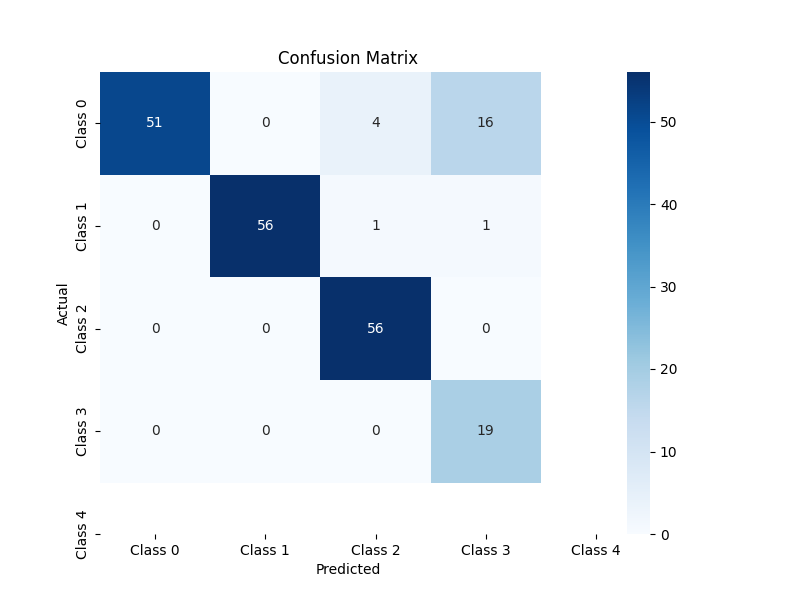 Confusion Matrix
Actual
Class 0
51 0 4 16
Class 1
0 56 1 1
Class 2
0 0 56 0
Class 3
0 0 0 19
Class 4
Class 0 Class 1 Class 2 Class 3 Class 4
Predicted
50
40
30
20
10
0